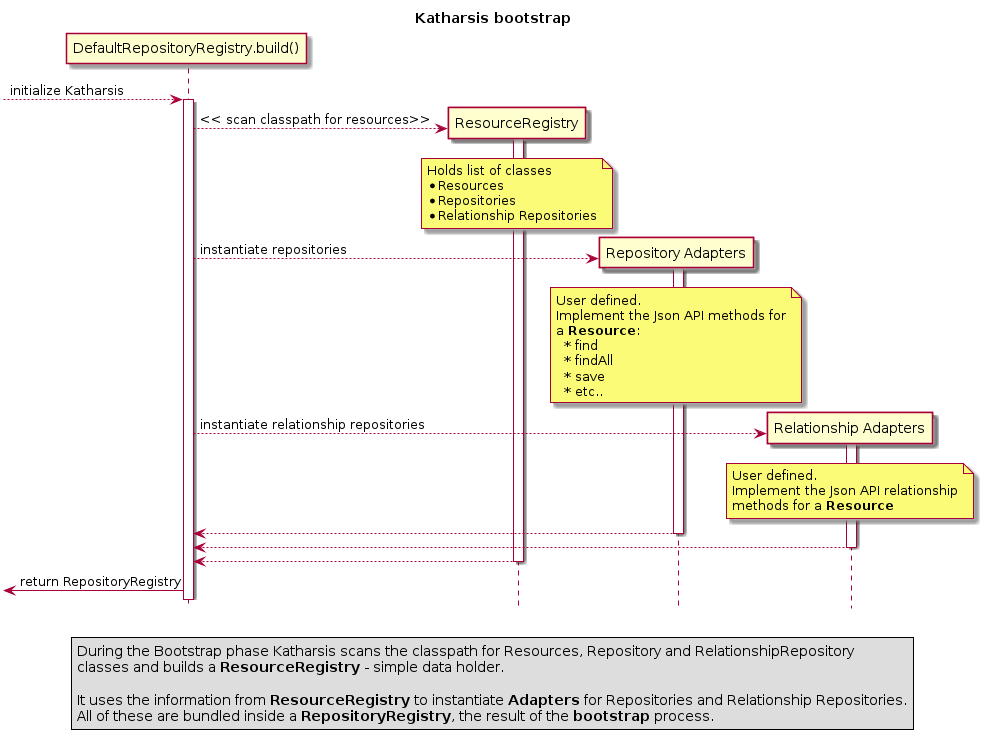 Katharsis bootstrap
DefaultRepositoryRegistry.build()
initialize Katharsis
<< scan classpath for resources>>
ResourceRegistry
Holds list of classes
• Resources
• Repositories
• Relationship Repositories
instantiate repositories
Repository Adapters
User defined.
Implement the Json API methods for
a Resource:
* find
* findAll
* save
* etc..
instantiate relationship repositories
Relationship Adapters
User defined.
Implement the Json API relationship
methods for a Resource
return RepositoryRegistry
During the Bootstrap phase Katharsis scans the classpath for Resources, Repository and RelationshipRepository
classes and builds a ResourceRegistry - simple data holder.
It uses the information from ResourceRegistry to instantiate Adapters for Repositories and Relationship Repositories.
All of these are bundled inside a RepositoryRegistry, the result of the bootstrap process.